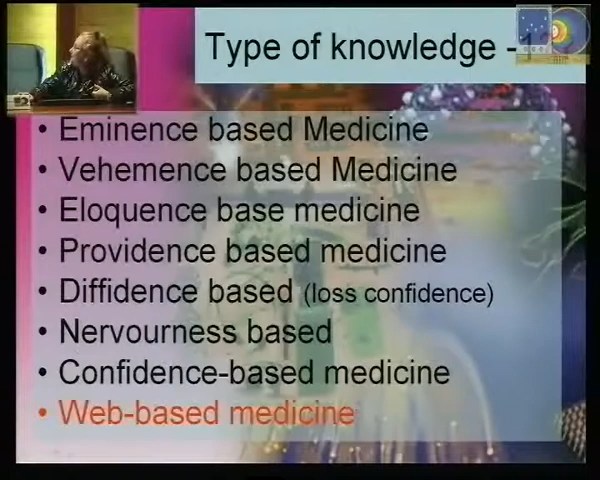 Type of knowledge -1
• Eminence based Medicine
• Vehemence based Medicine
• Eloquence base medicine
• Providence based medicine
• Diffidence based (loss confidence)
• Nervourness based
• Confidence-based medicine
• Web-based medicine